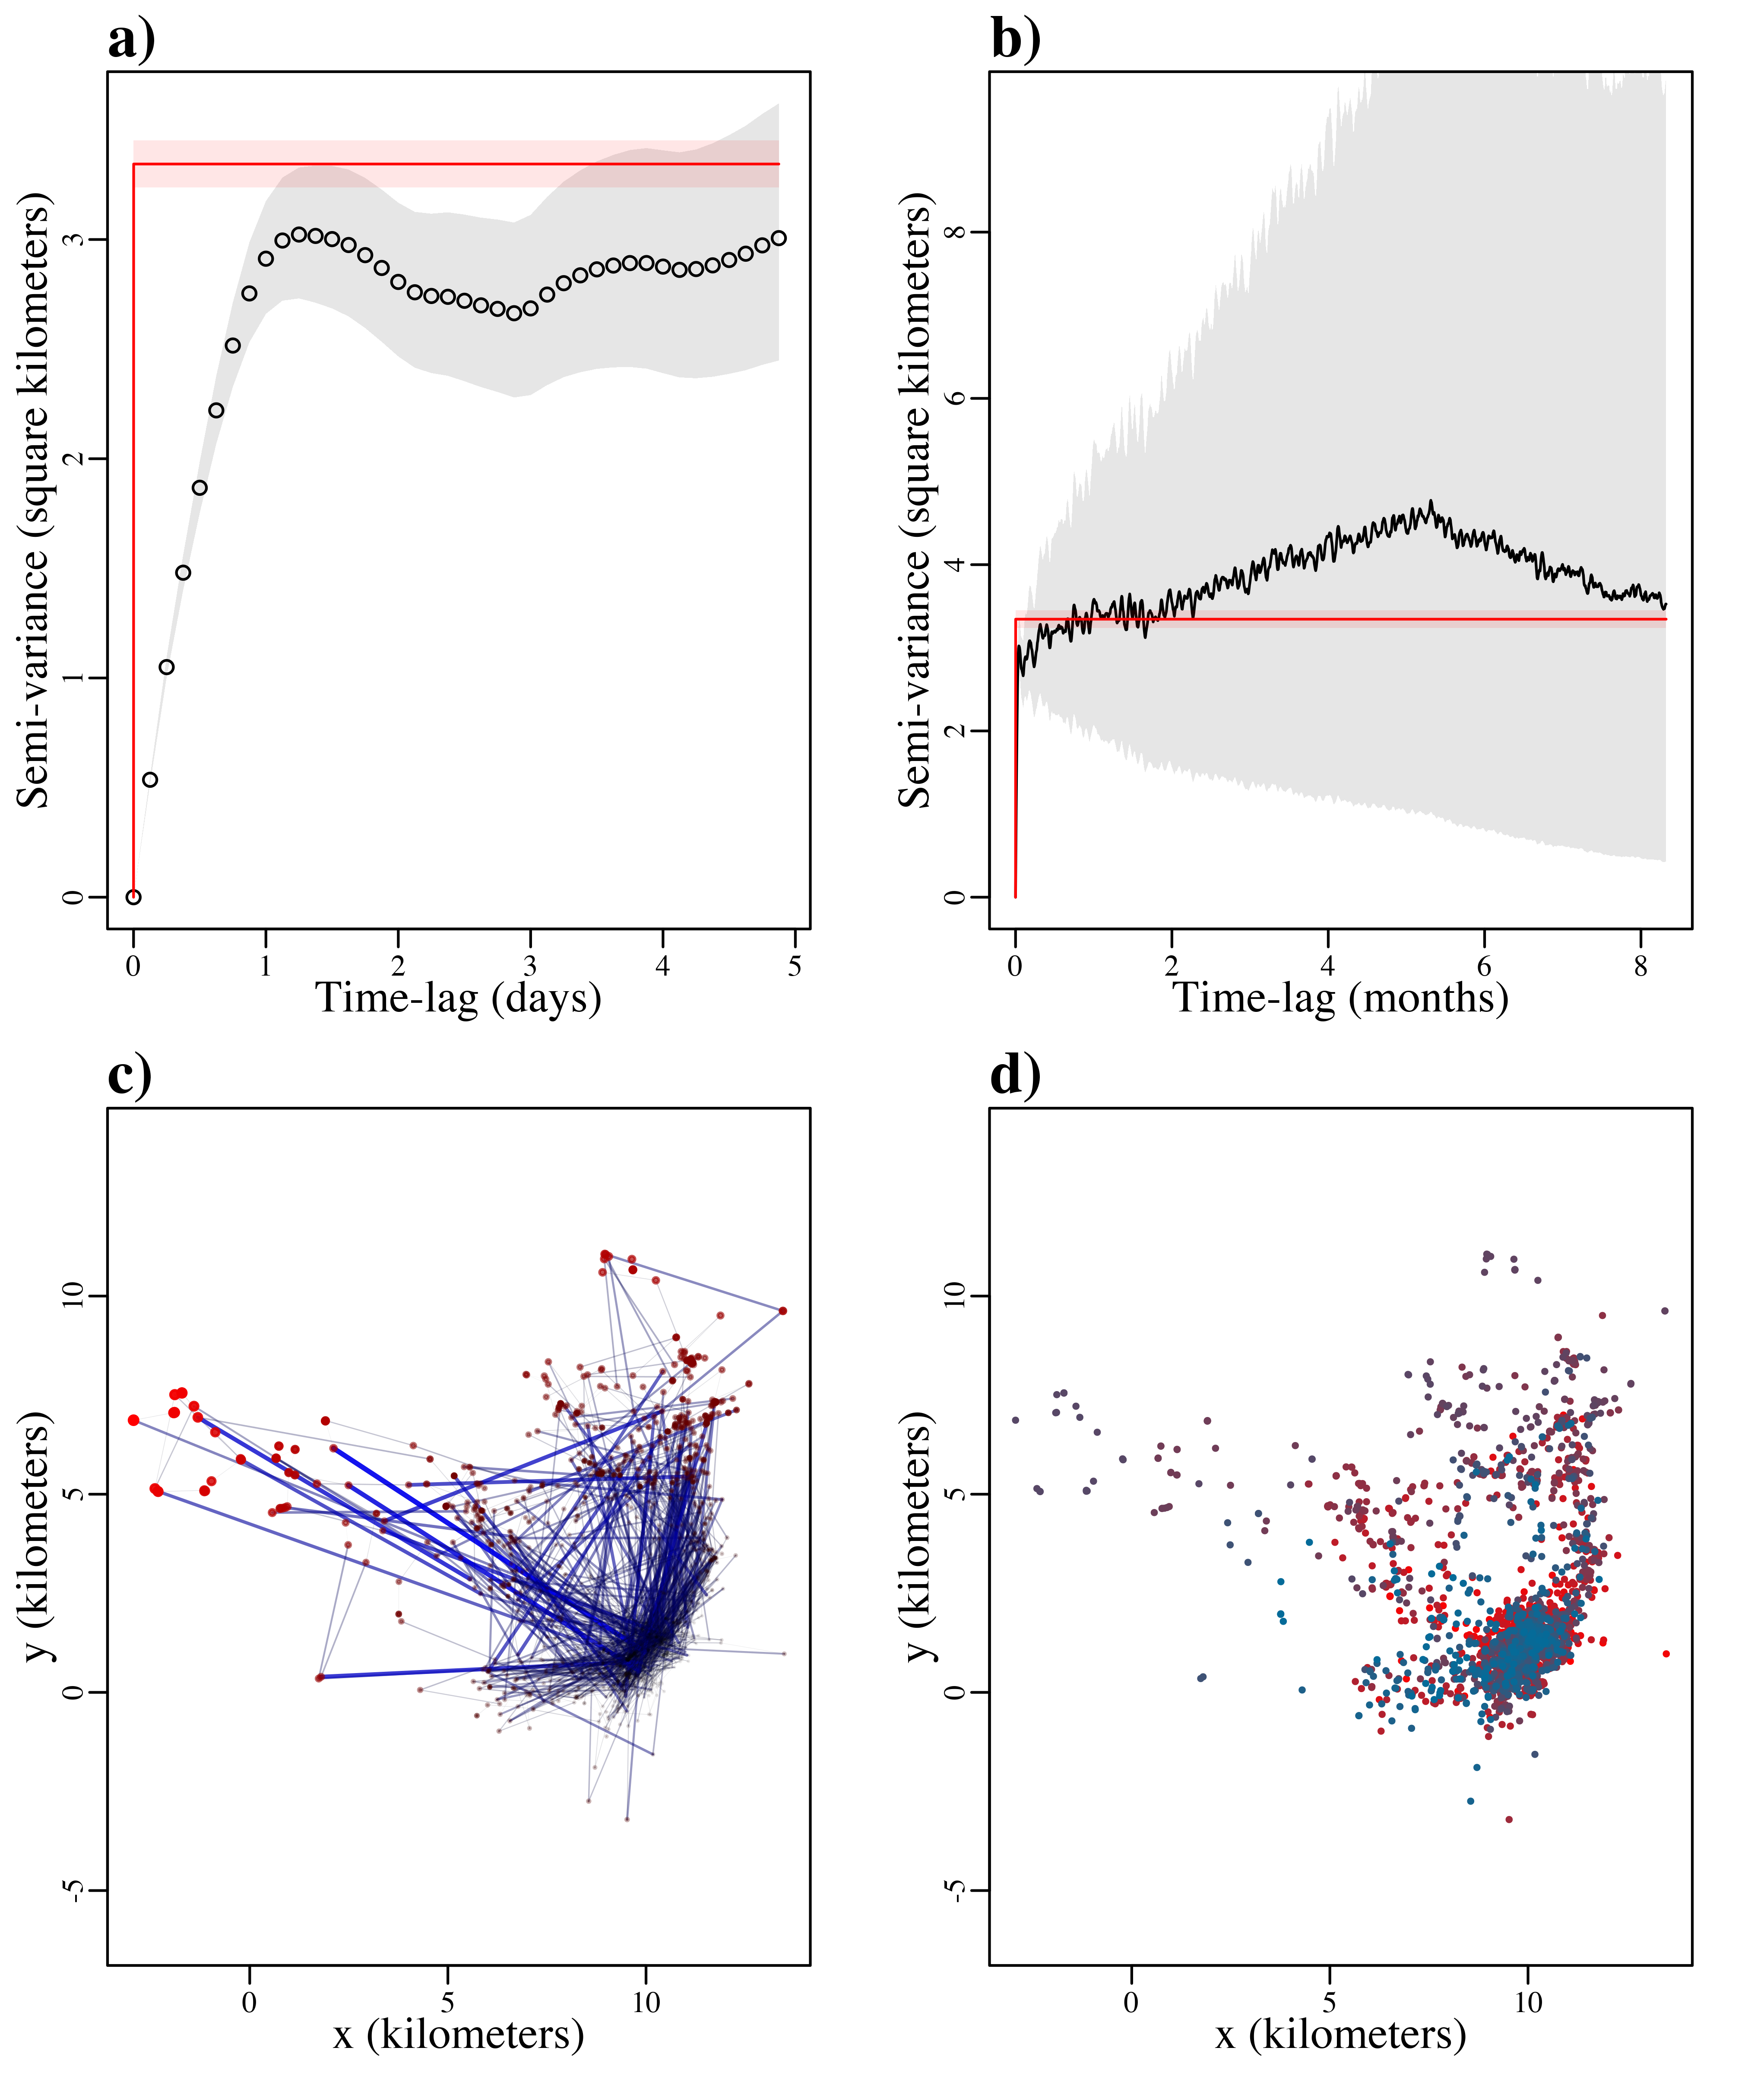 a)
Semi-variance (square kilometers)
0 1 2 3
0 1 2 3 4 5
Time-lag (days)
b)
Semi-variance (square kilometers)
0 2 4 6 8
0 2 4 6 8
Time-lag (months)
c)
y (kilometers)
-5 0 5 10
0 5 10
x (kilometers)
d)
y (kilometers)
-5 0 5 10
0 5 10
x (kilometers)